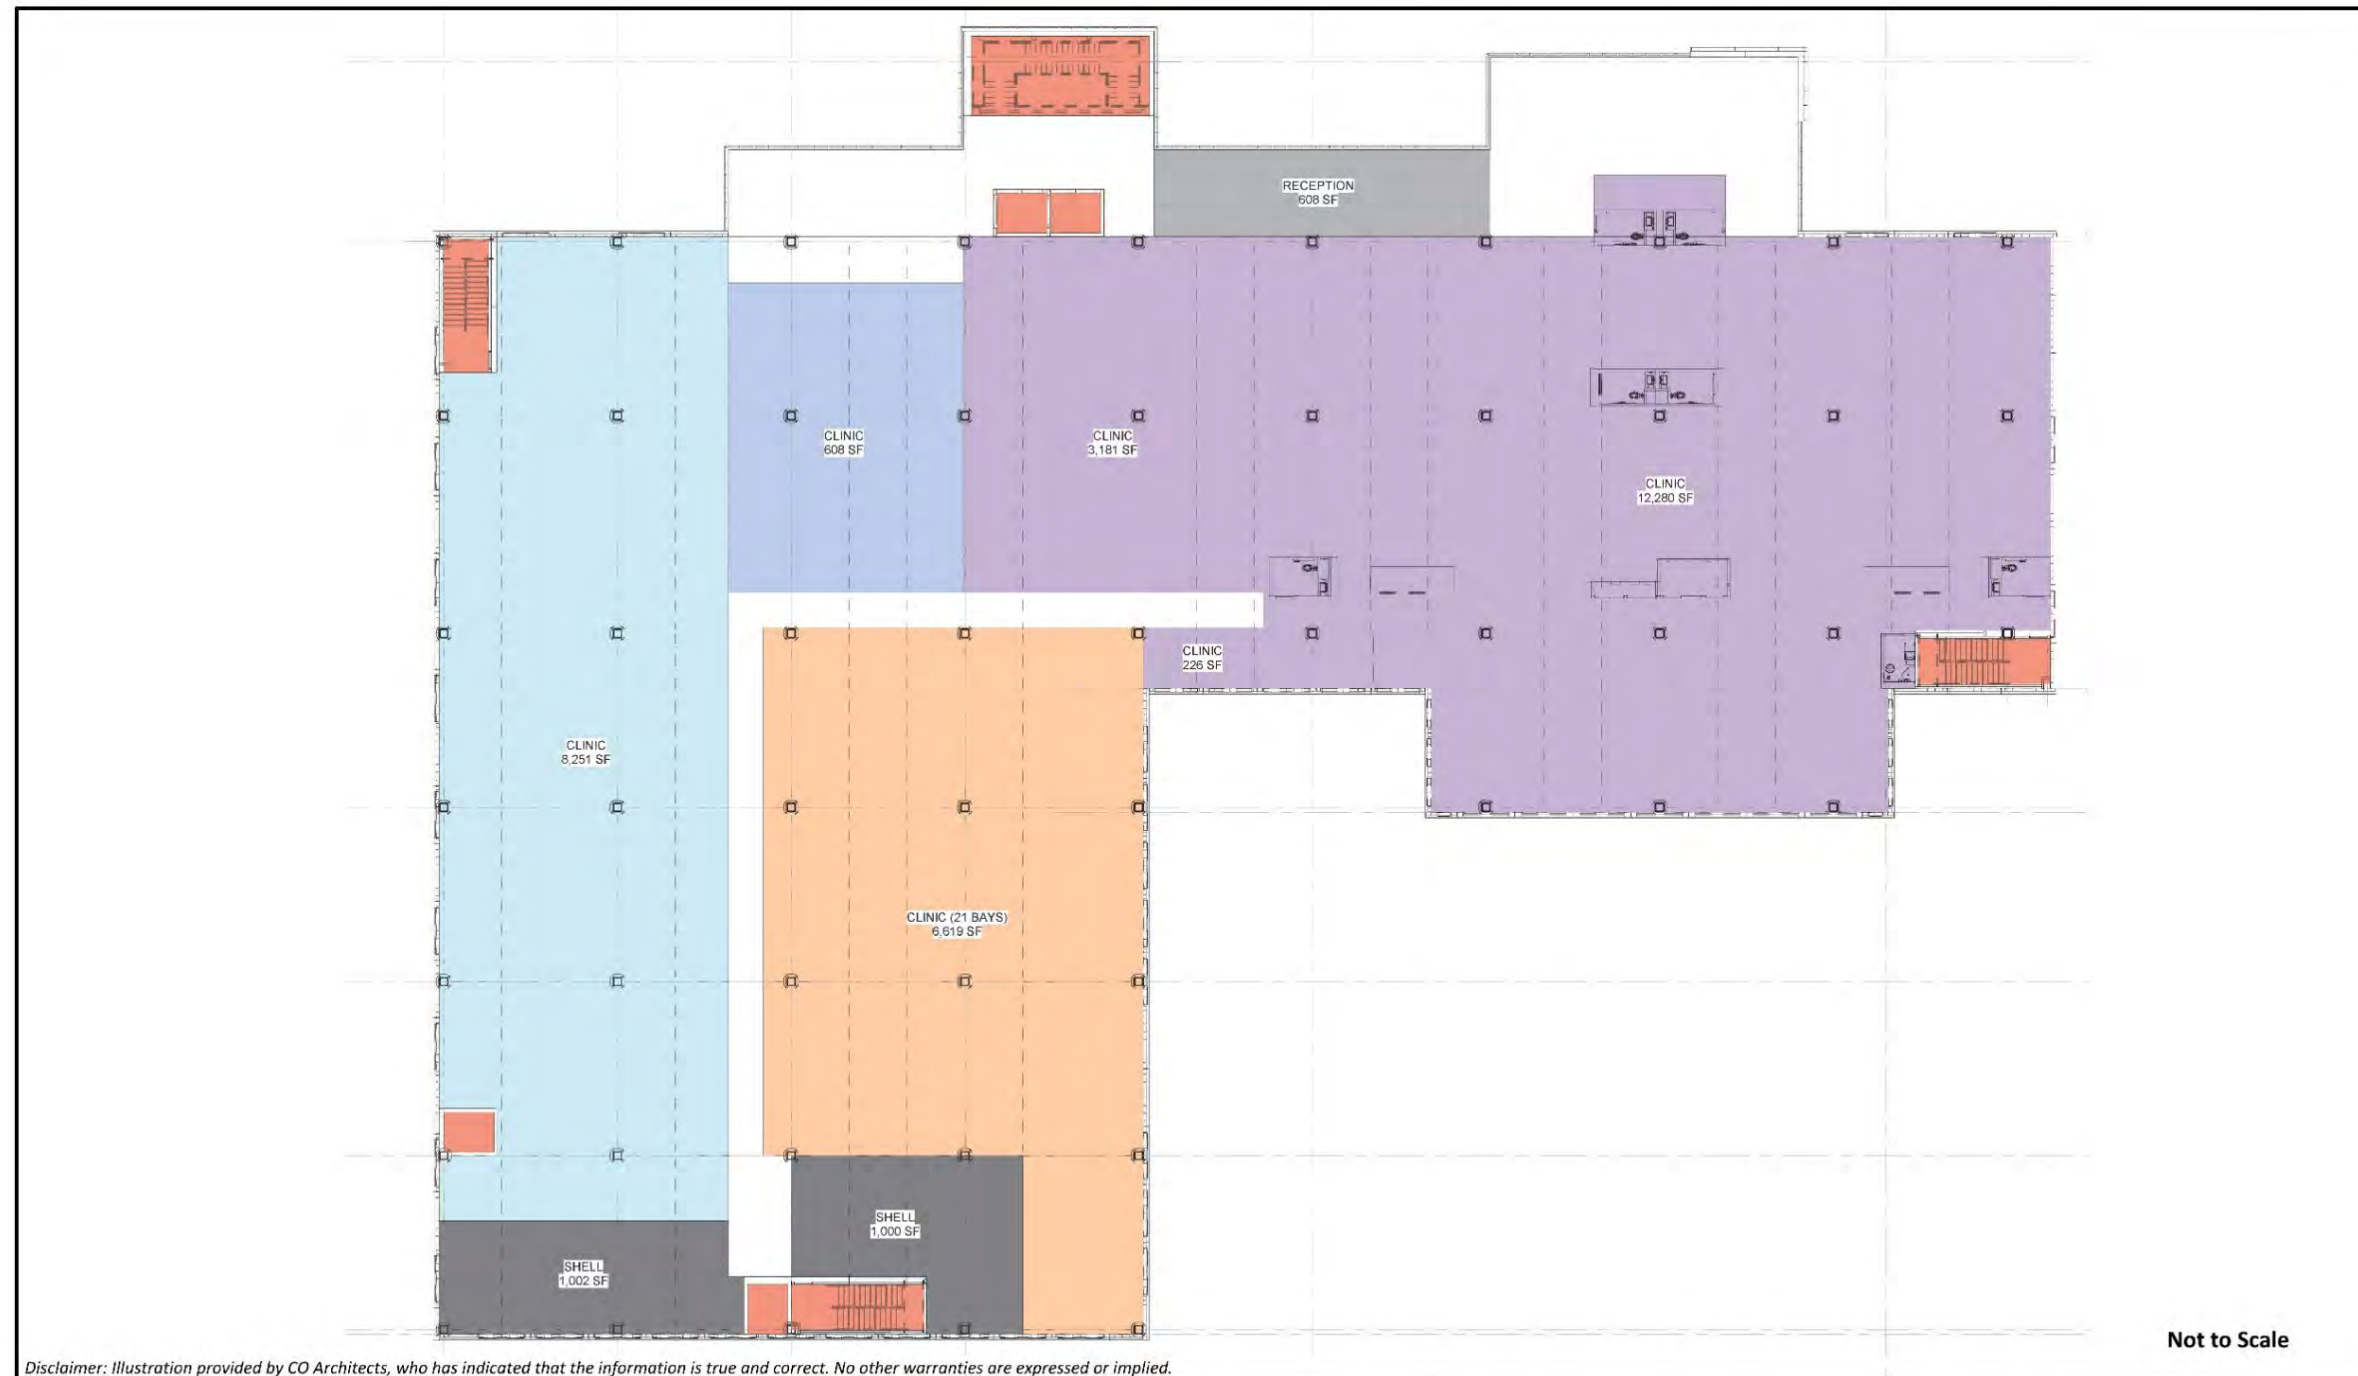 RECEPTION
608 SF
CLINIC
608 SF
CLINIC
3,181 SF
CLINIC
12,280 SF
CLINIC
226 SF
CLINIC
8,251 SF
CLINIC (21 BAYS)
6,619 SF
SHELL
1,000 SF
SHELL
1,002 SF
Not to Scale
Disclaimer: Illustration provided by CO Architects, who has indicated that the information is true and correct. No other warranties are expressed or implied.